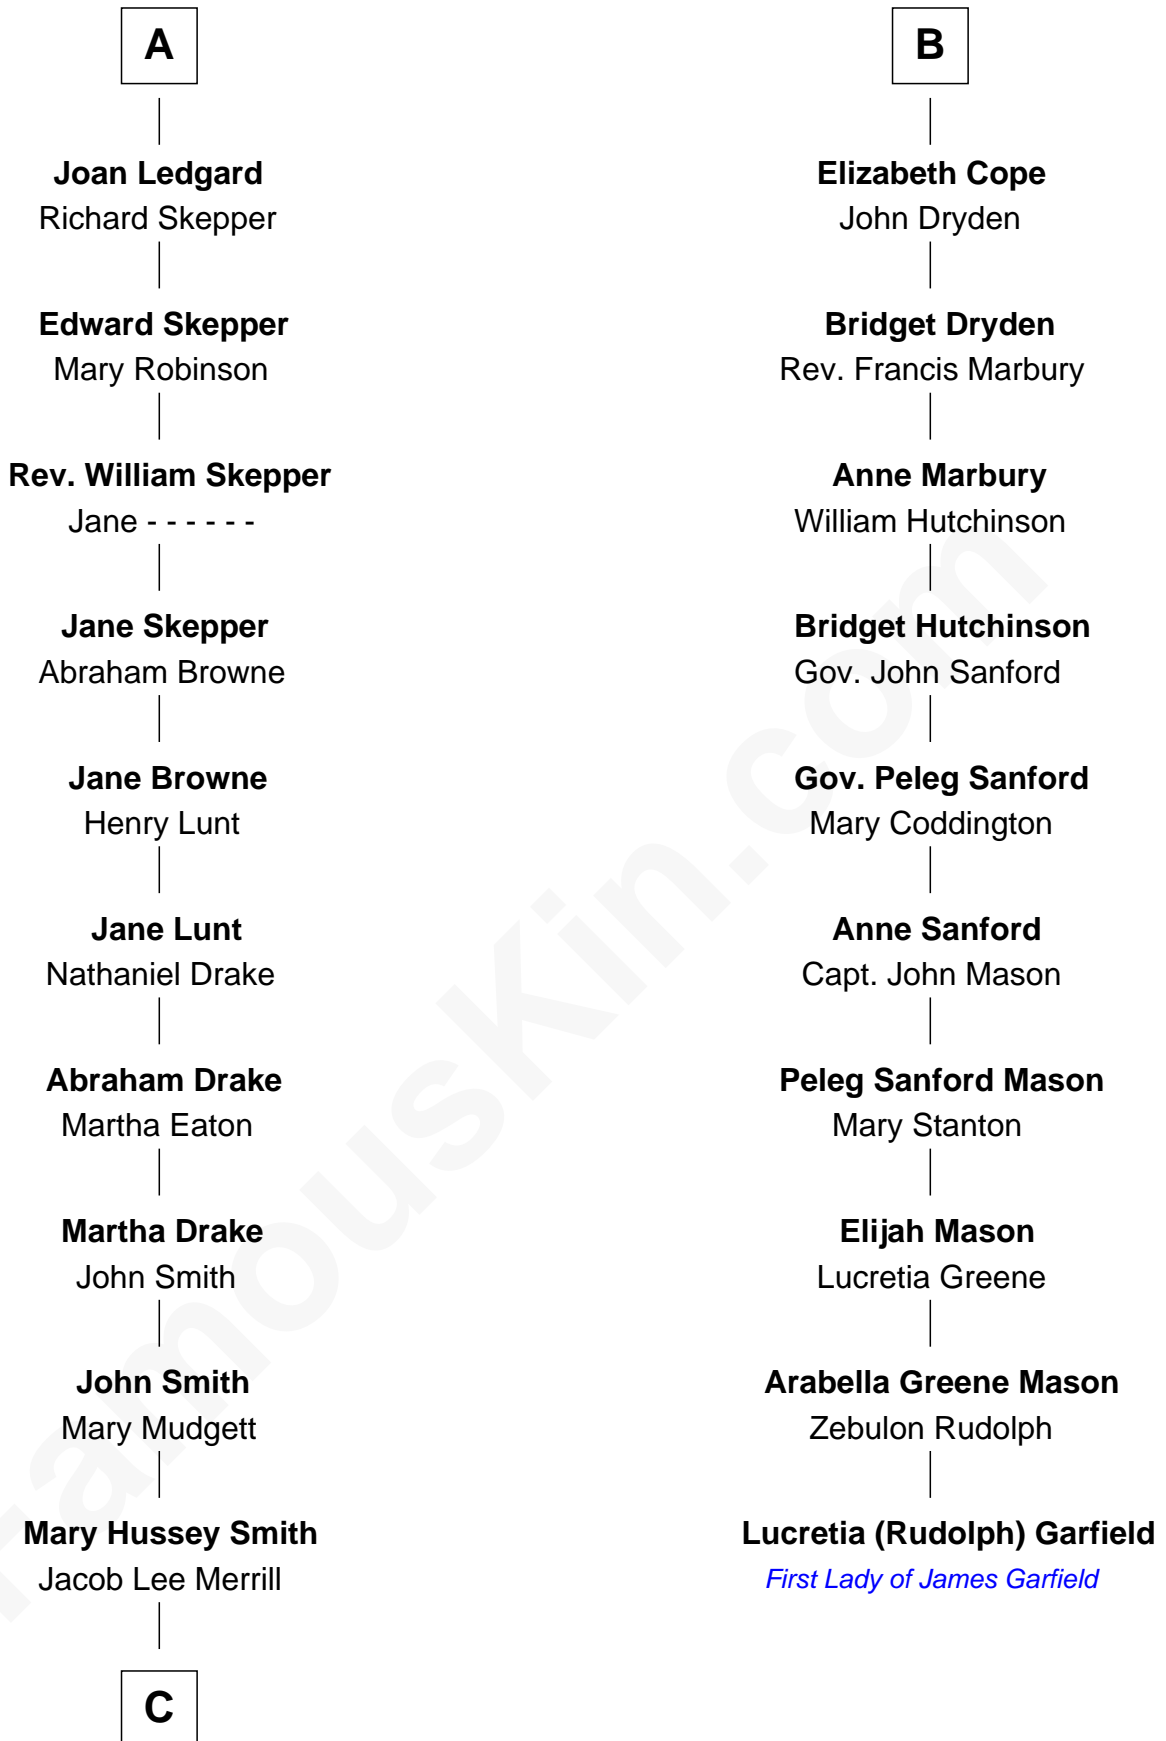 A
Joan Ledgard
Richard Skepper
Edward Skepper
Mary Robinson
Rev. William Skepper
Jane - - - - - -
Jane Skepper
Abraham Browne
Jane Browne
Henry Lunt
Jane Lunt
Nathaniel Drake
Abraham Drake
Martha Eaton
Martha Drake
John Smith
John Smith
Mary Mudgett
Mary Hussey Smith
Jacob Lee Merrill
C
B
Elizabeth Cope
John Dryden
Bridget Dryden
Rev. Francis Marbury
Anne Marbury
William Hutchinson
Bridget Hutchinson
Gov. John Sanford
Gov. Peleg Sanford
Mary Coddington
Anne Sanford
Capt. John Mason
Peleg Sanford Mason
Mary Stanton
Elijah Mason
Lucretia Greene
Arabella Greene Mason
Zebulon Rudolph
Lucretia (Rudolph) Garfield
First Lady of James Garfield
FamousKin.com